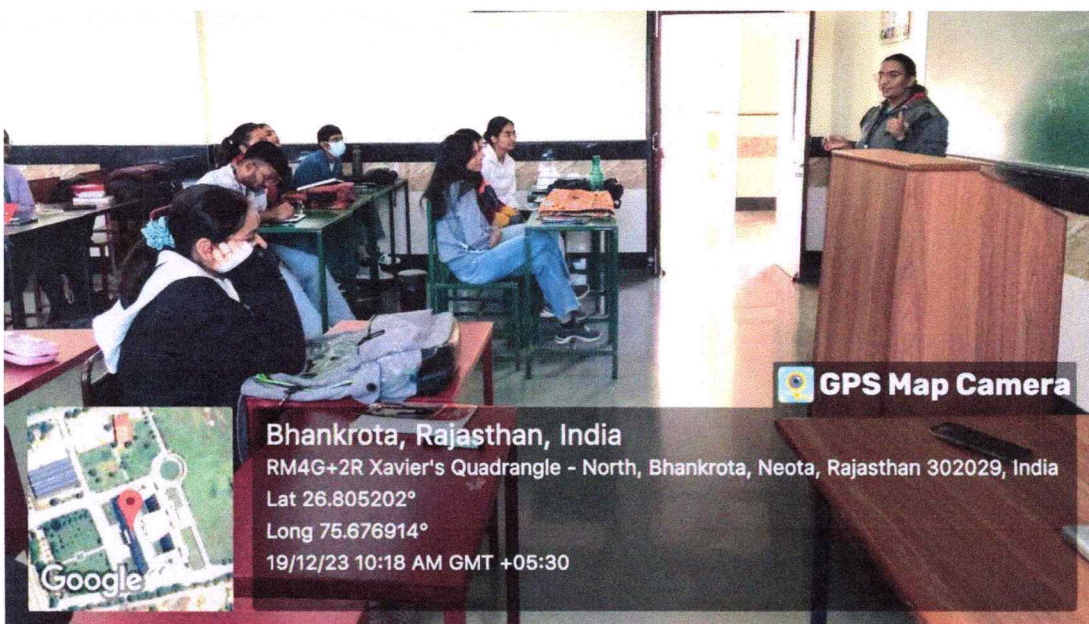 GPS Map Camera
Bhankrota, Rajasthan, India
RM4G+2R Xavier's Quadrangle - North, Bhankrota, Neota, Rajasthan 302029, India
Lat 26.805202°
Long 75.676914°
19/12/23 10:18 AM GMT +05:30
Google